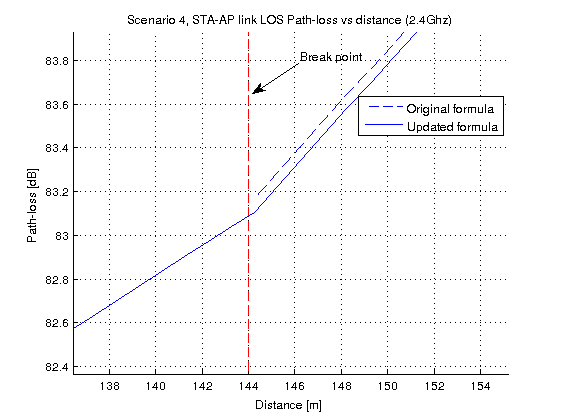 Scenario 4, STA-AP link LOS Path-loss vs distance (2.4Ghz)
83.8
83.6
83.4
83.2
83
82.8
82.6
82.4
Path-loss [dB]
Break point
Original formula
Updated formula
138
140
142
144
146
148
150
152
154
Distance [m]